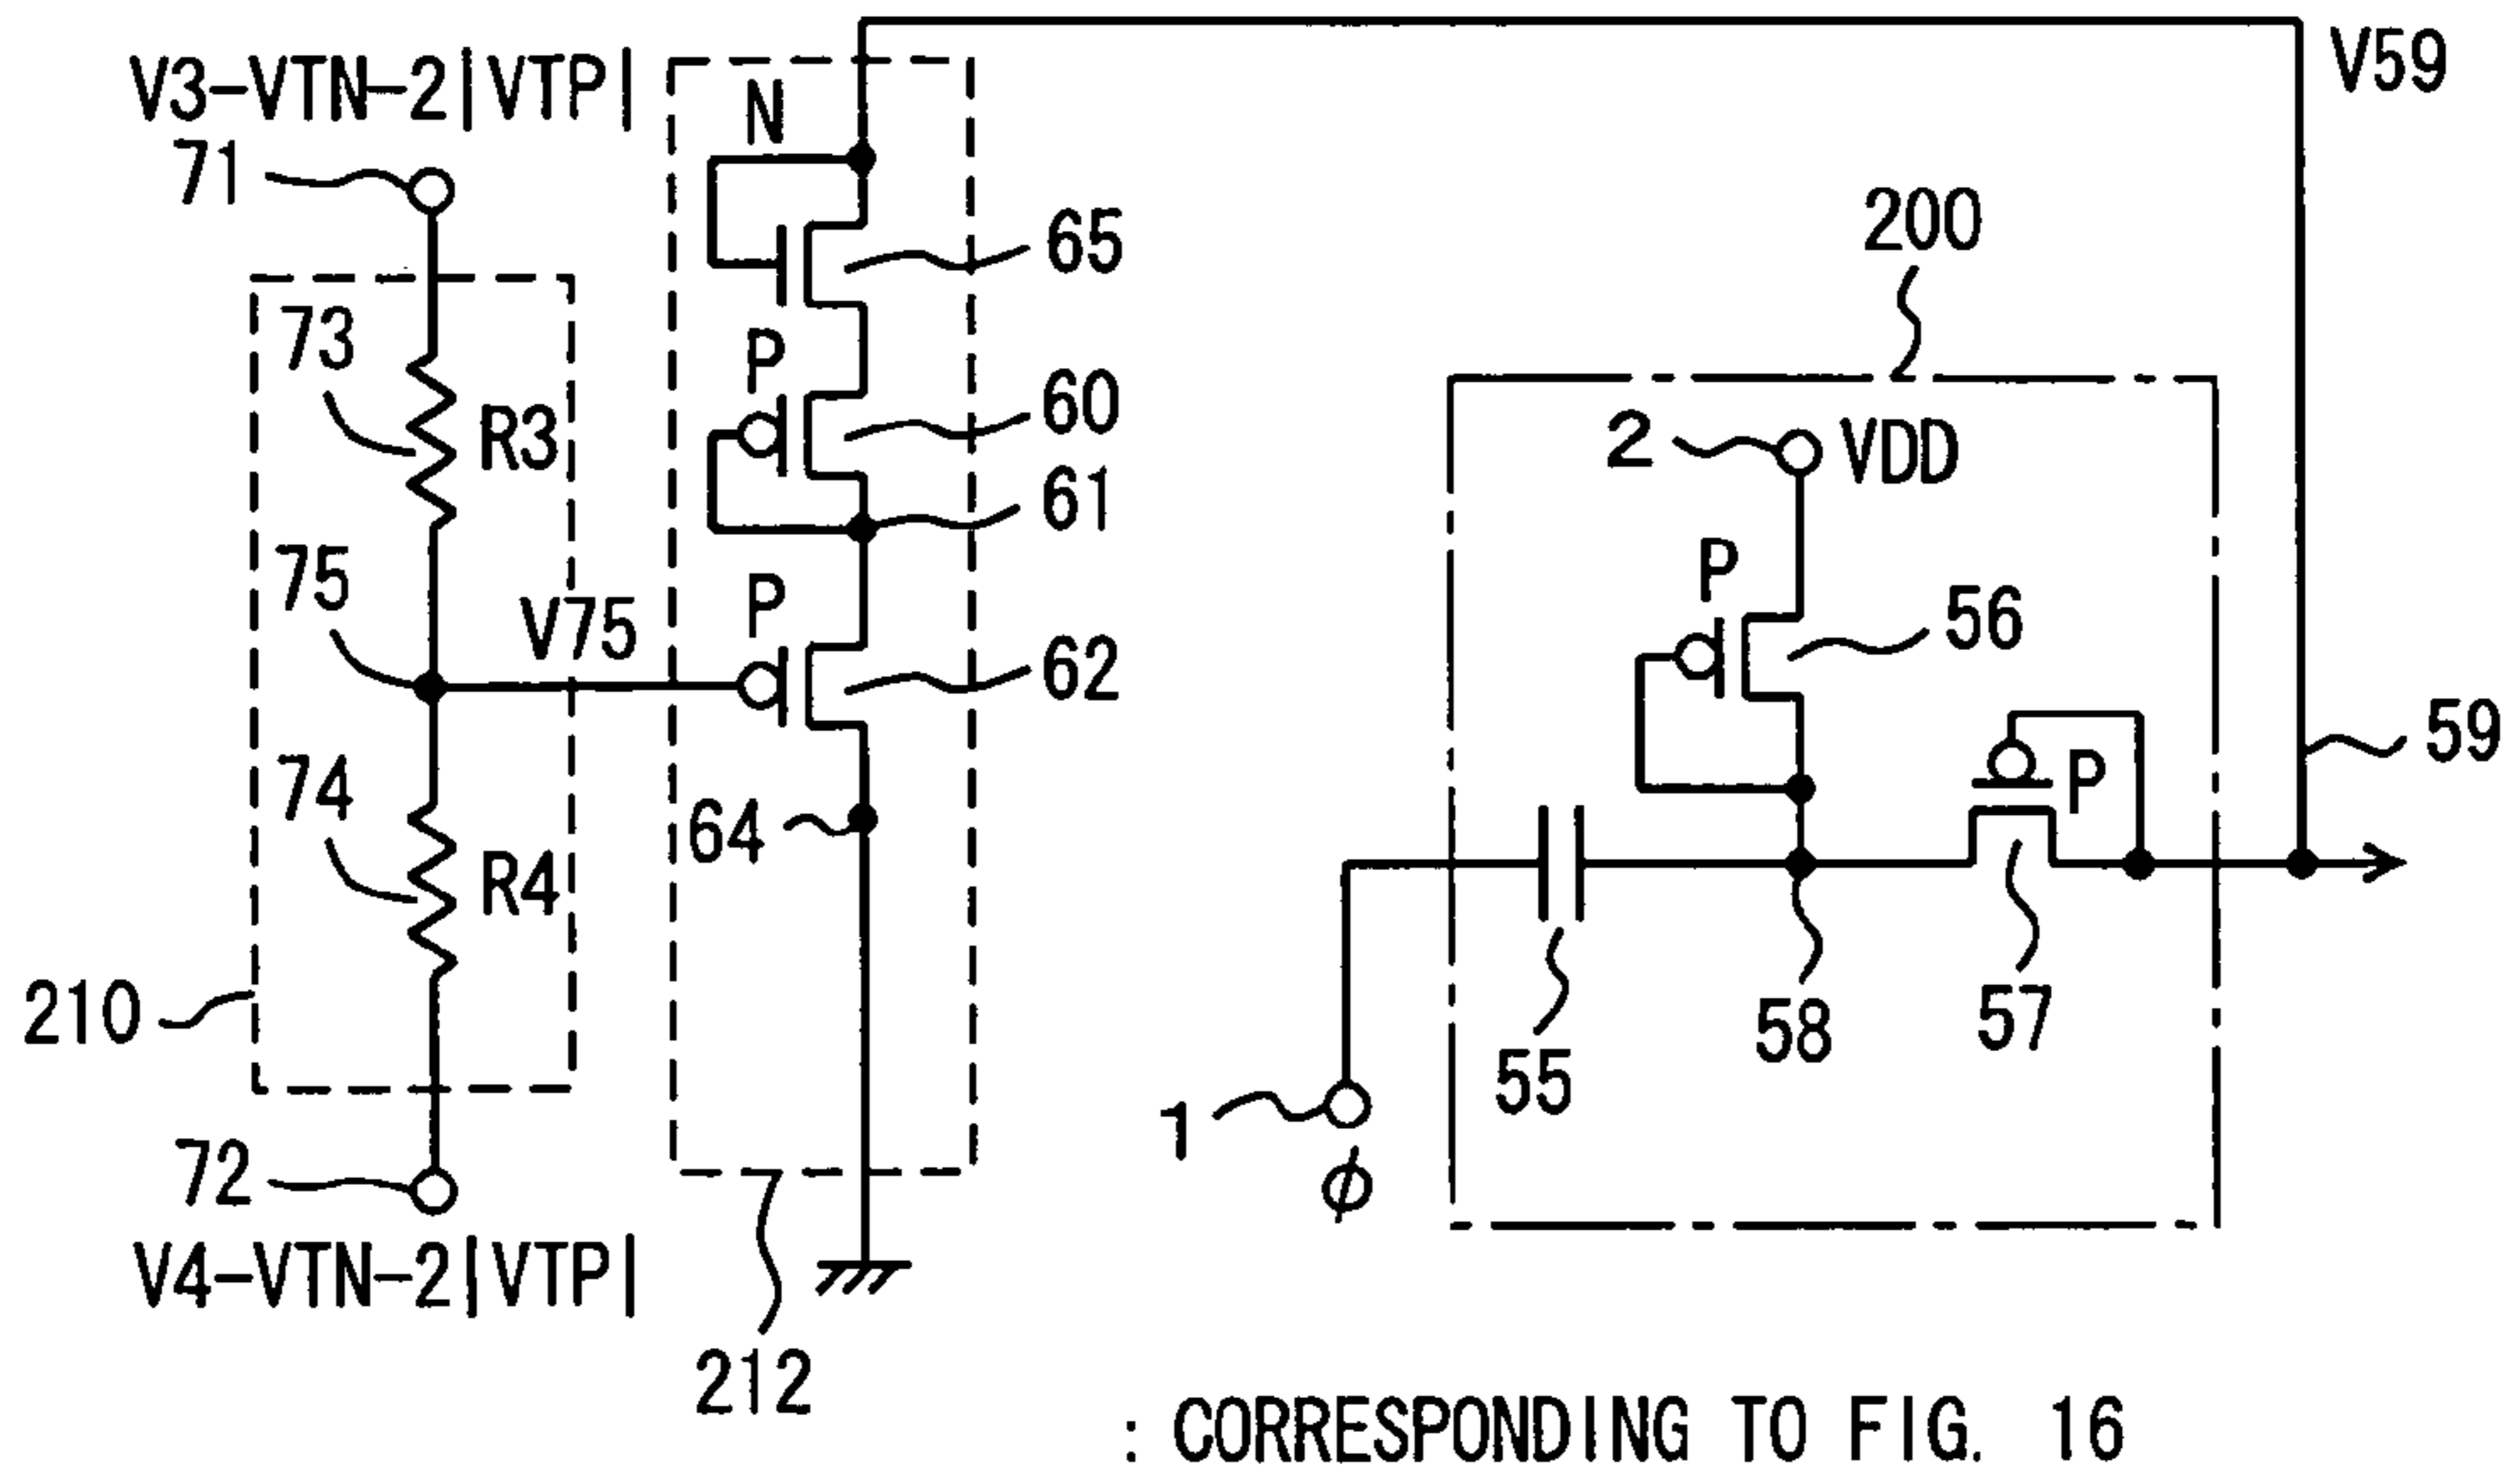 V3-VTN-2|VTP|
71
73
R3
75
V75
74
R4
210
72
V4-VTN-2|VTP|
N
65
P
60
61
P
62
64
212
V59
200
2
VDD
P
56
P
57
58
55
1
φ
59
: CORRESPONDING TO FIG. 16